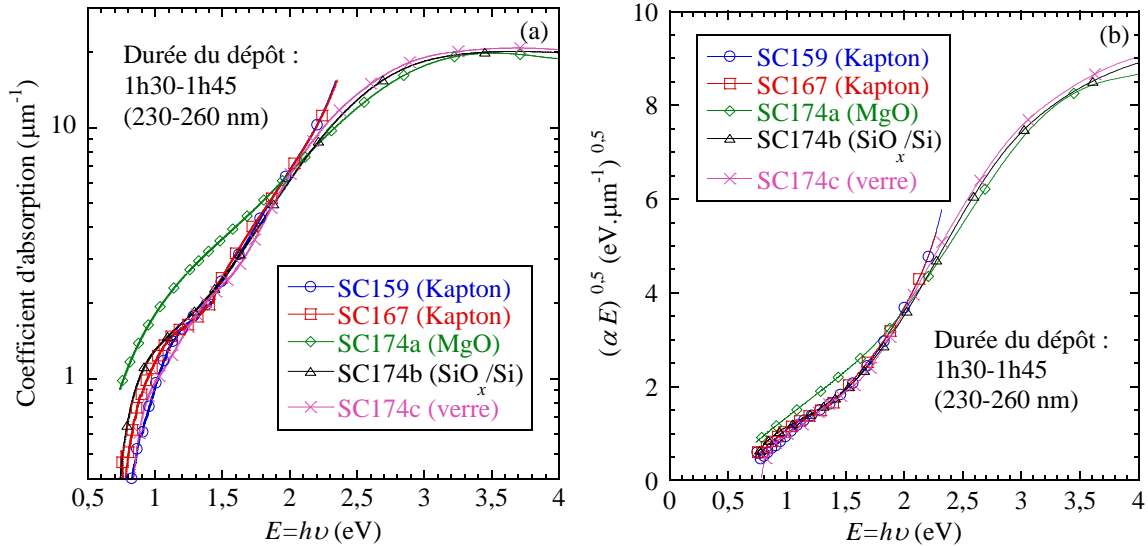 (a)
Durée du dépôt :
1h30-1h45
(230-260 nm)
Coefficient d'absorption (µm⁻¹)
10
1
SC159 (Kapton)
SC167 (Kapton)
SC174a (MgO)
SC174b (SiOₓ/Si)
SC174c (verre)
0,5 1 1,5 2 2,5 3 3,5 4
E=hυ (eV)
(b)
SC159 (Kapton)
SC167 (Kapton)
SC174a (MgO)
SC174b (SiOₓ/Si)
SC174c (verre)
(α E) ^0,5 (eV.µm⁻¹) ^0,5
10
8
6
4
2
0
Durée du dépôt :
1h30-1h45
(230-260 nm)
0 0,5 1 1,5 2 2,5 3 3,5 4
E=hυ (eV)